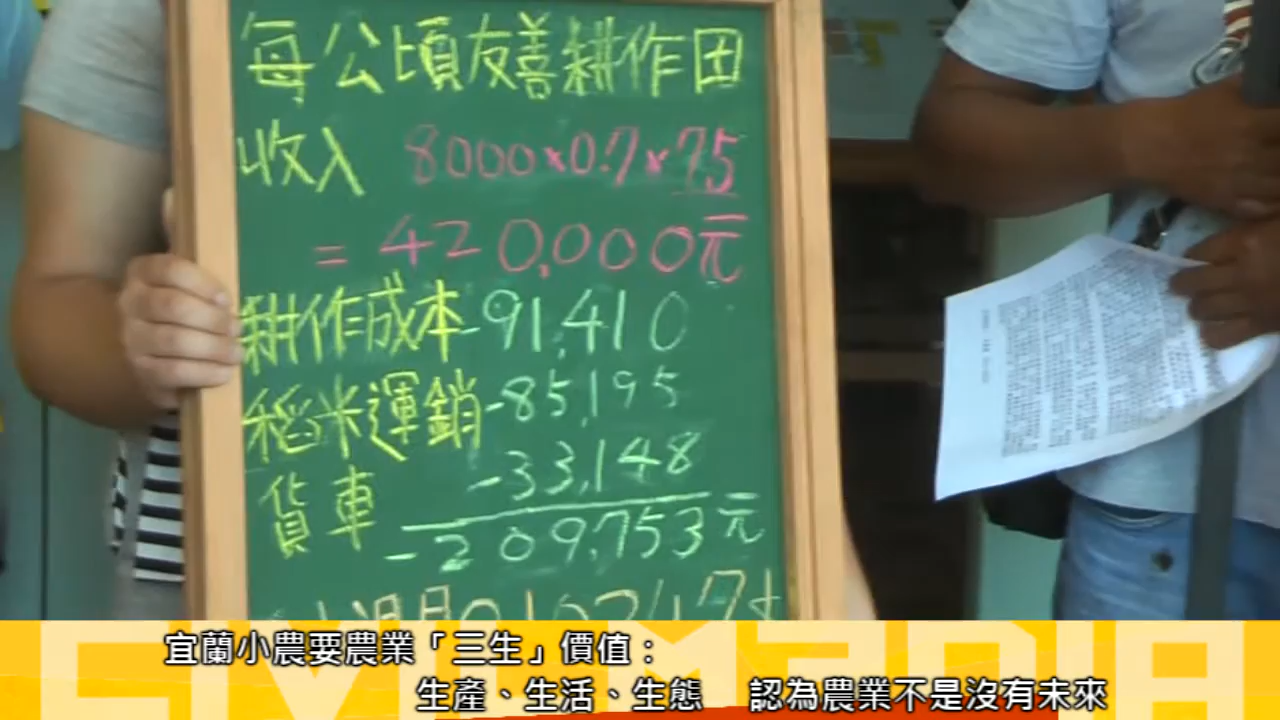 每公頃友善耕作田
收入 8000×0.7×75
=420,000元
耕作成本-91,410
稻米運銷-85,195
貨車 -33,148
-209,753元
宜蘭小農要農業「三生」價值：
生產、生活、生態 認為農業不是沒有未來